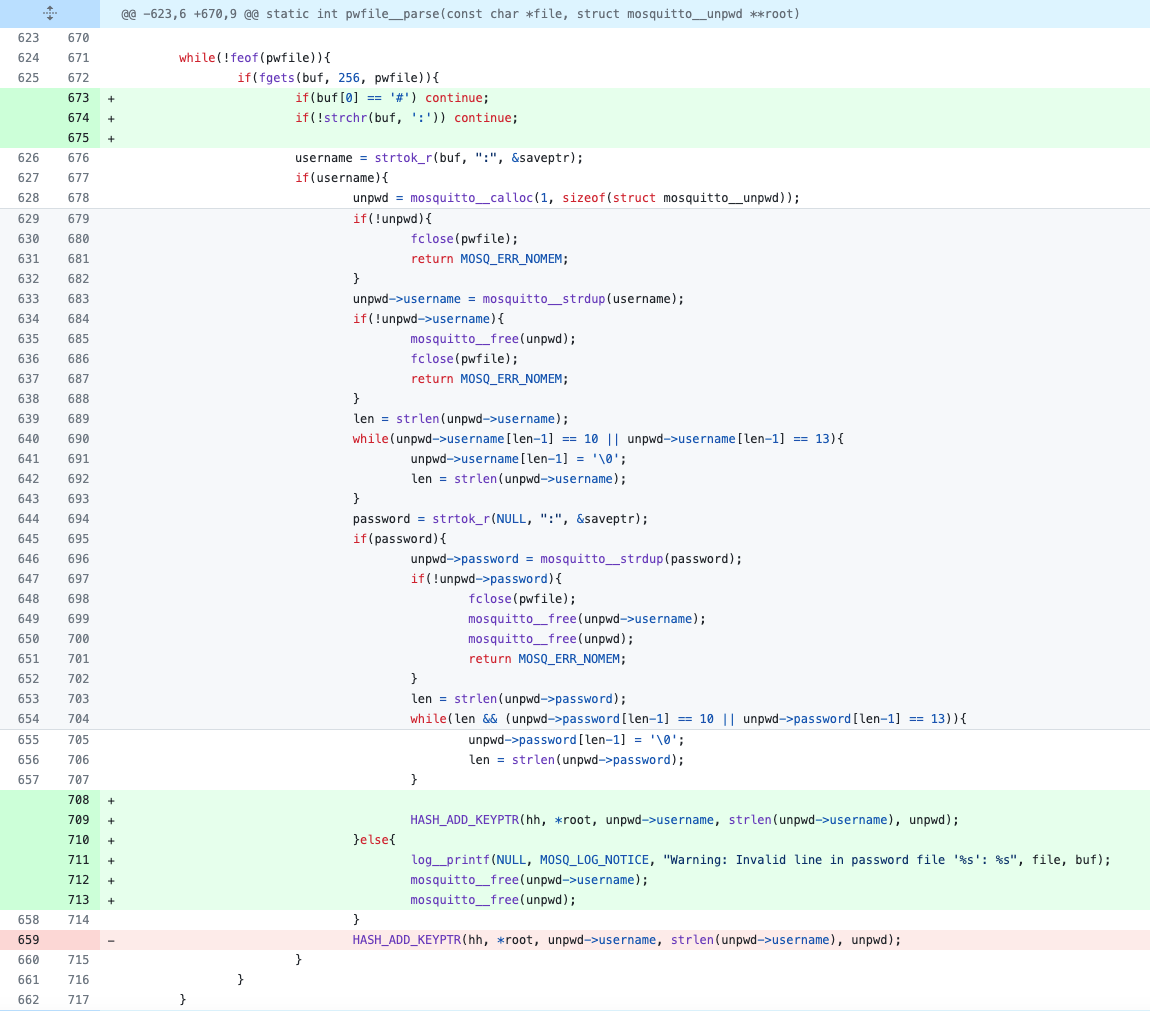 @@ -623,6 +670,9 @@ static int pwfile__parse(const char *file, struct mosquitto__unpwd **root)
623 670
624 671 while(!feof(pwfile)){
625 672 if(fgets(buf, 256, pwfile)){
673 + if(buf[0] == '#') continue;
674 + if(!strchr(buf, ':')) continue;
675 +
626 676 username = strtok_r(buf, ":", &saveptr);
627 677 if(username){
628 678 unpwd = mosquitto__calloc(1, sizeof(struct mosquitto__unpwd));
629 679 if(!unpwd){
630 680 fclose(pwfile);
631 681 return MOSQ_ERR_NOMEM;
632 682 }
633 683 unpwd->username = mosquitto__strdup(username);
634 684 if(!unpwd->username){
635 685 mosquitto__free(unpwd);
636 686 fclose(pwfile);
637 687 return MOSQ_ERR_NOMEM;
638 688 }
639 689 len = strlen(unpwd->username);
640 690 while(unpwd->username[len-1] == 10 || unpwd->username[len-1] == 13){
641 691 unpwd->username[len-1] = '\0';
642 692 len = strlen(unpwd->username);
643 693 }
644 694 password = strtok_r(NULL, ":", &saveptr);
645 695 if(password){
646 696 unpwd->password = mosquitto__strdup(password);
647 697 if(!unpwd->password){
648 698 fclose(pwfile);
649 699 mosquitto__free(unpwd->username);
650 700 mosquitto__free(unpwd);
651 701 return MOSQ_ERR_NOMEM;
652 702 }
653 703 len = strlen(unpwd->password);
654 704 while(len && (unpwd->password[len-1] == 10 || unpwd->password[len-1] == 13)){
655 705 unpwd->password[len-1] = '\0';
656 706 len = strlen(unpwd->password);
657 707 }
708 +
709 + HASH_ADD_KEYPTR(hh, *root, unpwd->username, strlen(unpwd->username), unpwd);
710 + }else{
711 + log__printf(NULL, MOSQ_LOG_NOTICE, "Warning: Invalid line in password file '%s': %s", file, buf);
712 + mosquitto__free(unpwd->username);
713 + mosquitto__free(unpwd);
658 714 }
659 - HASH_ADD_KEYPTR(hh, *root, unpwd->username, strlen(unpwd->username), unpwd);
660 715 }
661 716 }
662 717 }